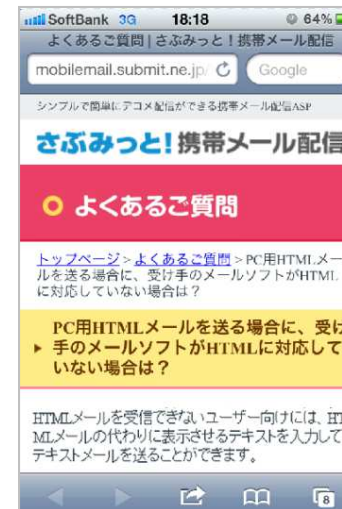 SoftBank 3G 18:18 64%
よくあるご質問 | さぶみっと！携帯メール配信
mobilemail.submit.ne.jp Google
シンプルで簡単にデコメ配信ができる携帯メール配信ASP
さぶみっと!携帯メール配信
よくあるご質問
トップページ > よくあるご質問 > PC用HTMLメー
ルを送る場合に、受け手のメールソフトがHTML
に対応していない場合は？
PC用HTMLメールを送る場合に、受け
手のメールソフトがHTMLに対応して
いない場合は？
HTMLメールを受信できないユーザー向けには、HT
MLメールの代わりに表示させるテキストを入力して
テキストメールを送ることができます。
8